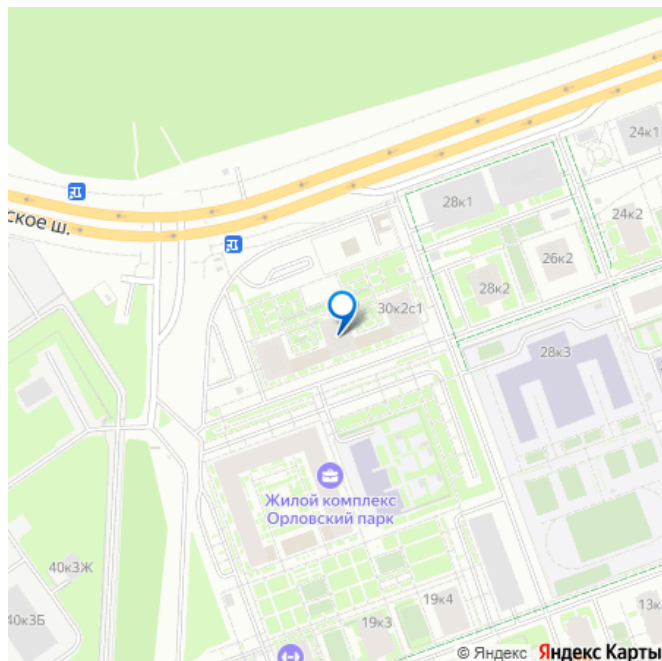 24к1
28к1
ское ш.
24к2
26к2
28к2
30к2с1
28к3
Жилой комплекс
Орловский парк
40к3Ж
19к4
40к3Б
19к3
13к
© Яндекс Яндекс Карты